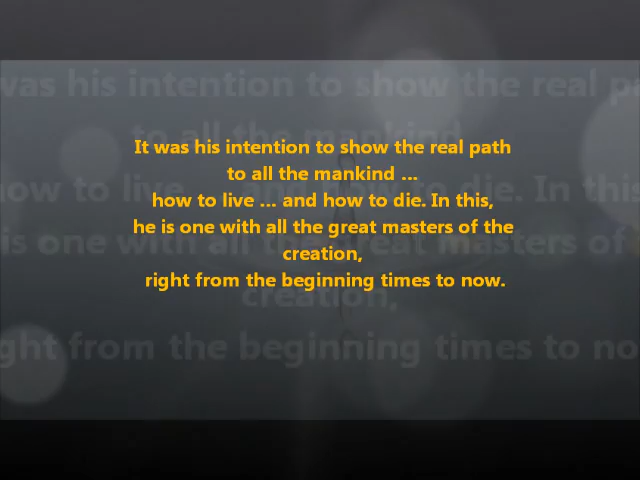 It was his intention to show the real path
to all the mankind ...
how to live ... and how to die. In this,
he is one with all the great masters of the
creation,
right from the beginning times to now.